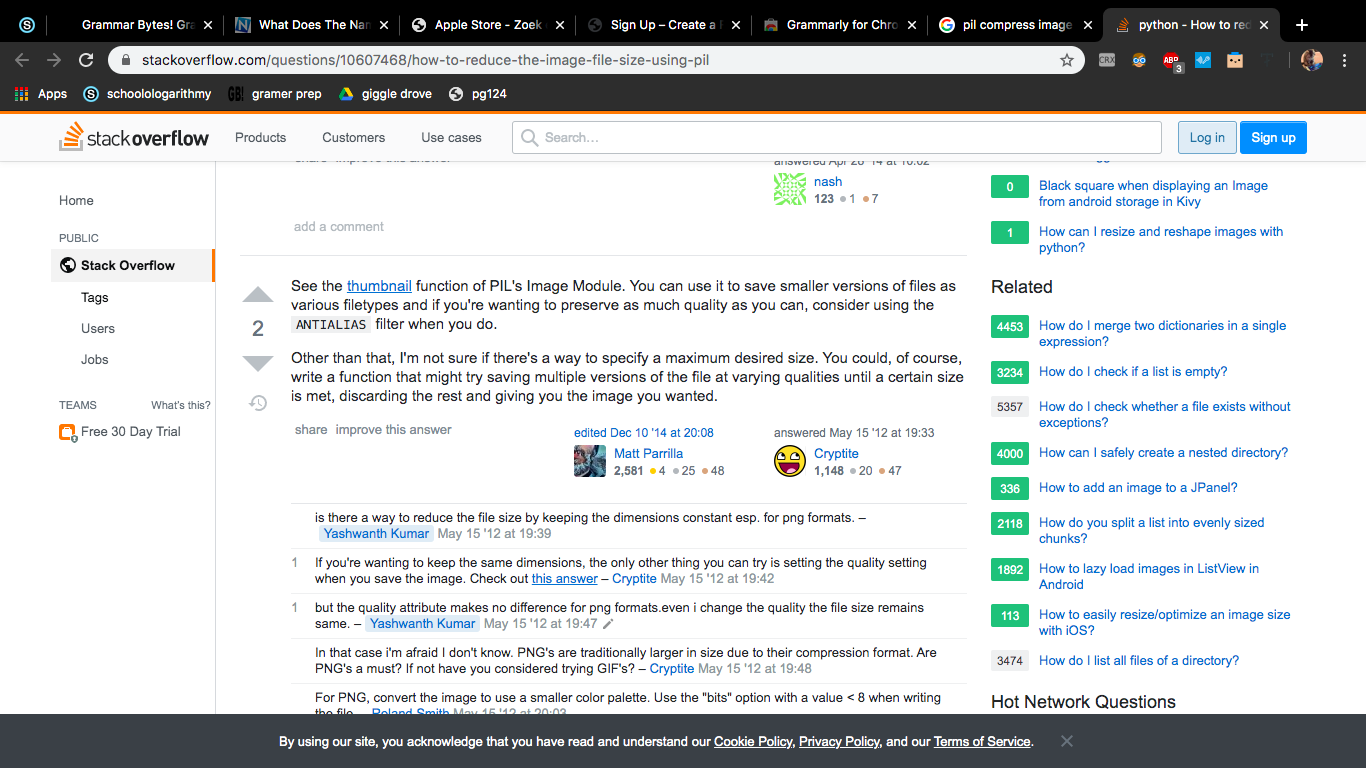 Grammar Bytes! Gra
What Does The Nan
Apple Store - Zoek
Sign Up – Create a F
Grammarly for Chro
pil compress image
python - How to red
stackoverflow.com/questions/10607468/how-to-reduce-the-image-file-size-using-pil
CRX
ABP
3
Apps
schoolologarithmy
GB!
gramer prep
giggle drove
pg124
stackoverflow
Products
Customers
Use cases
Search...
Log in
Sign up
Home
PUBLIC
Stack Overflow
Tags
Users
Jobs
TEAMS
What's this?
Free 30 Day Trial
share improve this answer
answered Apr 28 '14 at 16:02
nash
123 1 7
add a comment
2
See the thumbnail function of PIL's Image Module. You can use it to save smaller versions of files as
various filetypes and if you're wanting to preserve as much quality as you can, consider using the
ANTIALIAS filter when you do.
Other than that, I'm not sure if there's a way to specify a maximum desired size. You could, of course,
write a function that might try saving multiple versions of the file at varying qualities until a certain size
is met, discarding the rest and giving you the image you wanted.
share improve this answer
edited Dec 10 '14 at 20:08
Matt Parrilla
2,581 4 25 48
answered May 15 '12 at 19:33
Cryptite
1,148 20 47
is there a way to reduce the file size by keeping the dimensions constant esp. for png formats. –
Yashwanth Kumar May 15 '12 at 19:39
1 If you're wanting to keep the same dimensions, the only other thing you can try is setting the quality setting
when you save the image. Check out this answer – Cryptite May 15 '12 at 19:42
1 but the quality attribute makes no difference for png formats.even i change the quality the file size remains
same. – Yashwanth Kumar May 15 '12 at 19:47
In that case i'm afraid I don't know. PNG's are traditionally larger in size due to their compression format. Are
PNG's a must? If not have you considered trying GIF's? – Cryptite May 15 '12 at 19:48
For PNG, convert the image to use a smaller color palette. Use the "bits" option with a value < 8 when writing
the file. – Roland Smith May 15 '12 at 20:03
0 Black square when displaying an Image
from android storage in Kivy
1 How can I resize and reshape images with
python?
Related
4453 How do I merge two dictionaries in a single
expression?
3234 How do I check if a list is empty?
5357 How do I check whether a file exists without
exceptions?
4000 How can I safely create a nested directory?
336 How to add an image to a JPanel?
2118 How do you split a list into evenly sized
chunks?
1892 How to lazy load images in ListView in
Android
113 How to easily resize/optimize an image size
with iOS?
3474 How do I list all files of a directory?
Hot Network Questions
By using our site, you acknowledge that you have read and understand our Cookie Policy, Privacy Policy, and our Terms of Service.